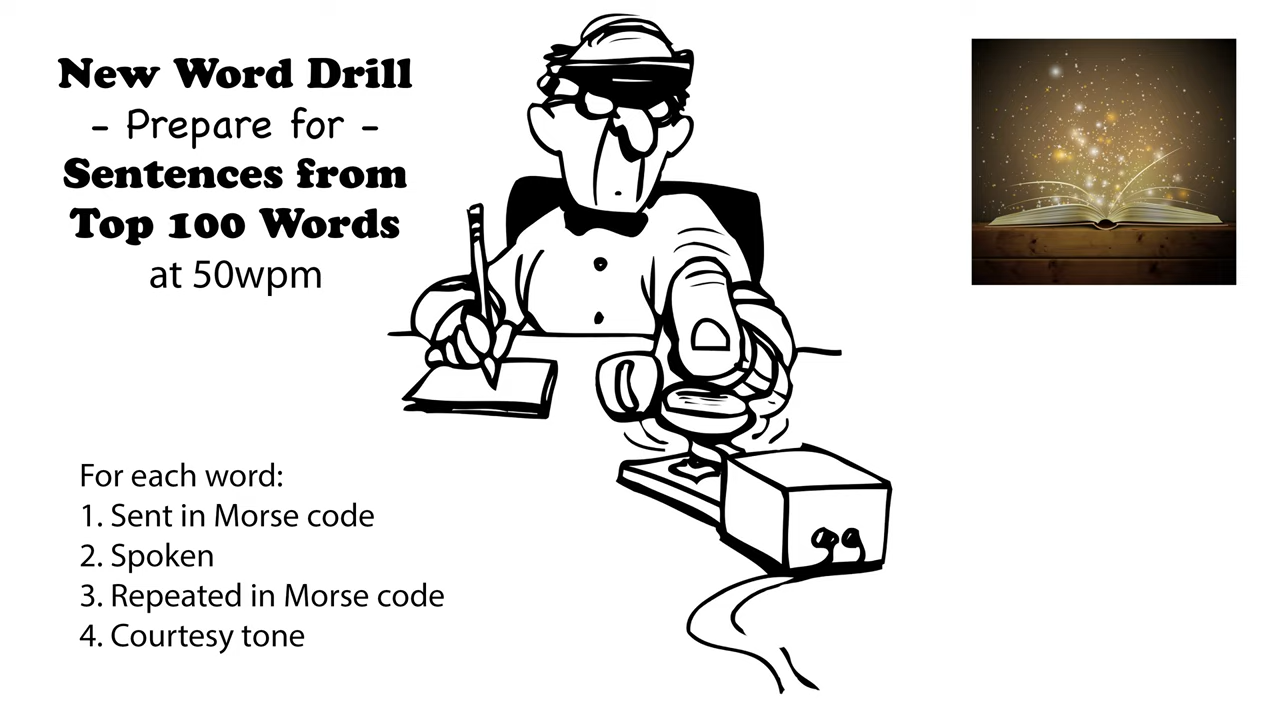 New Word Drill
- Prepare for -
Sentences from
Top 100 Words
at 50wpm
For each word:
1. Sent in Morse code
2. Spoken
3. Repeated in Morse code
4. Courtesy tone